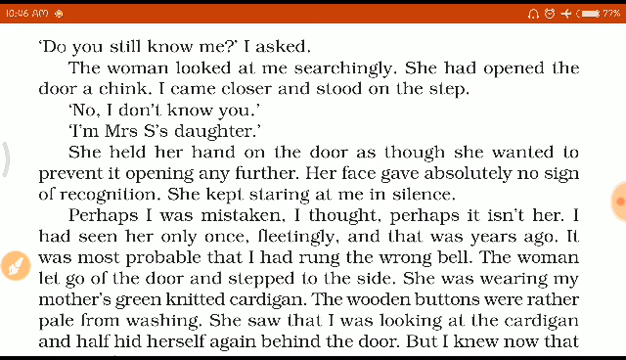 10:46 AM
77%
‘Do you still know me?’ I asked.
The woman looked at me searchingly. She had opened the
door a chink. I came closer and stood on the step.
‘No, I don’t know you.’
‘I’m Mrs S’s daughter.’
She held her hand on the door as though she wanted to
prevent it opening any further. Her face gave absolutely no sign
of recognition. She kept staring at me in silence.
Perhaps I was mistaken, I thought, perhaps it isn’t her. I
had seen her only once, fleetingly, and that was years ago. It
was most probable that I had rung the wrong bell. The woman
let go of the door and stepped to the side. She was wearing my
mother’s green knitted cardigan. The wooden buttons were rather
pale from washing. She saw that I was looking at the cardigan
and half hid herself again behind the door. But I knew now that